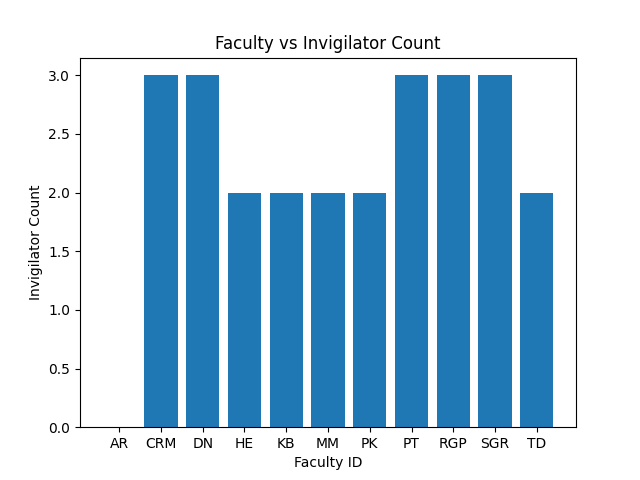 Faculty vs Invigilator Count
3.0
2.5
2.0
1.5
1.0
0.5
0.0
Invigilator Count
AR CRM DN HE KB MM PK PT RGP SGR TD
Faculty ID